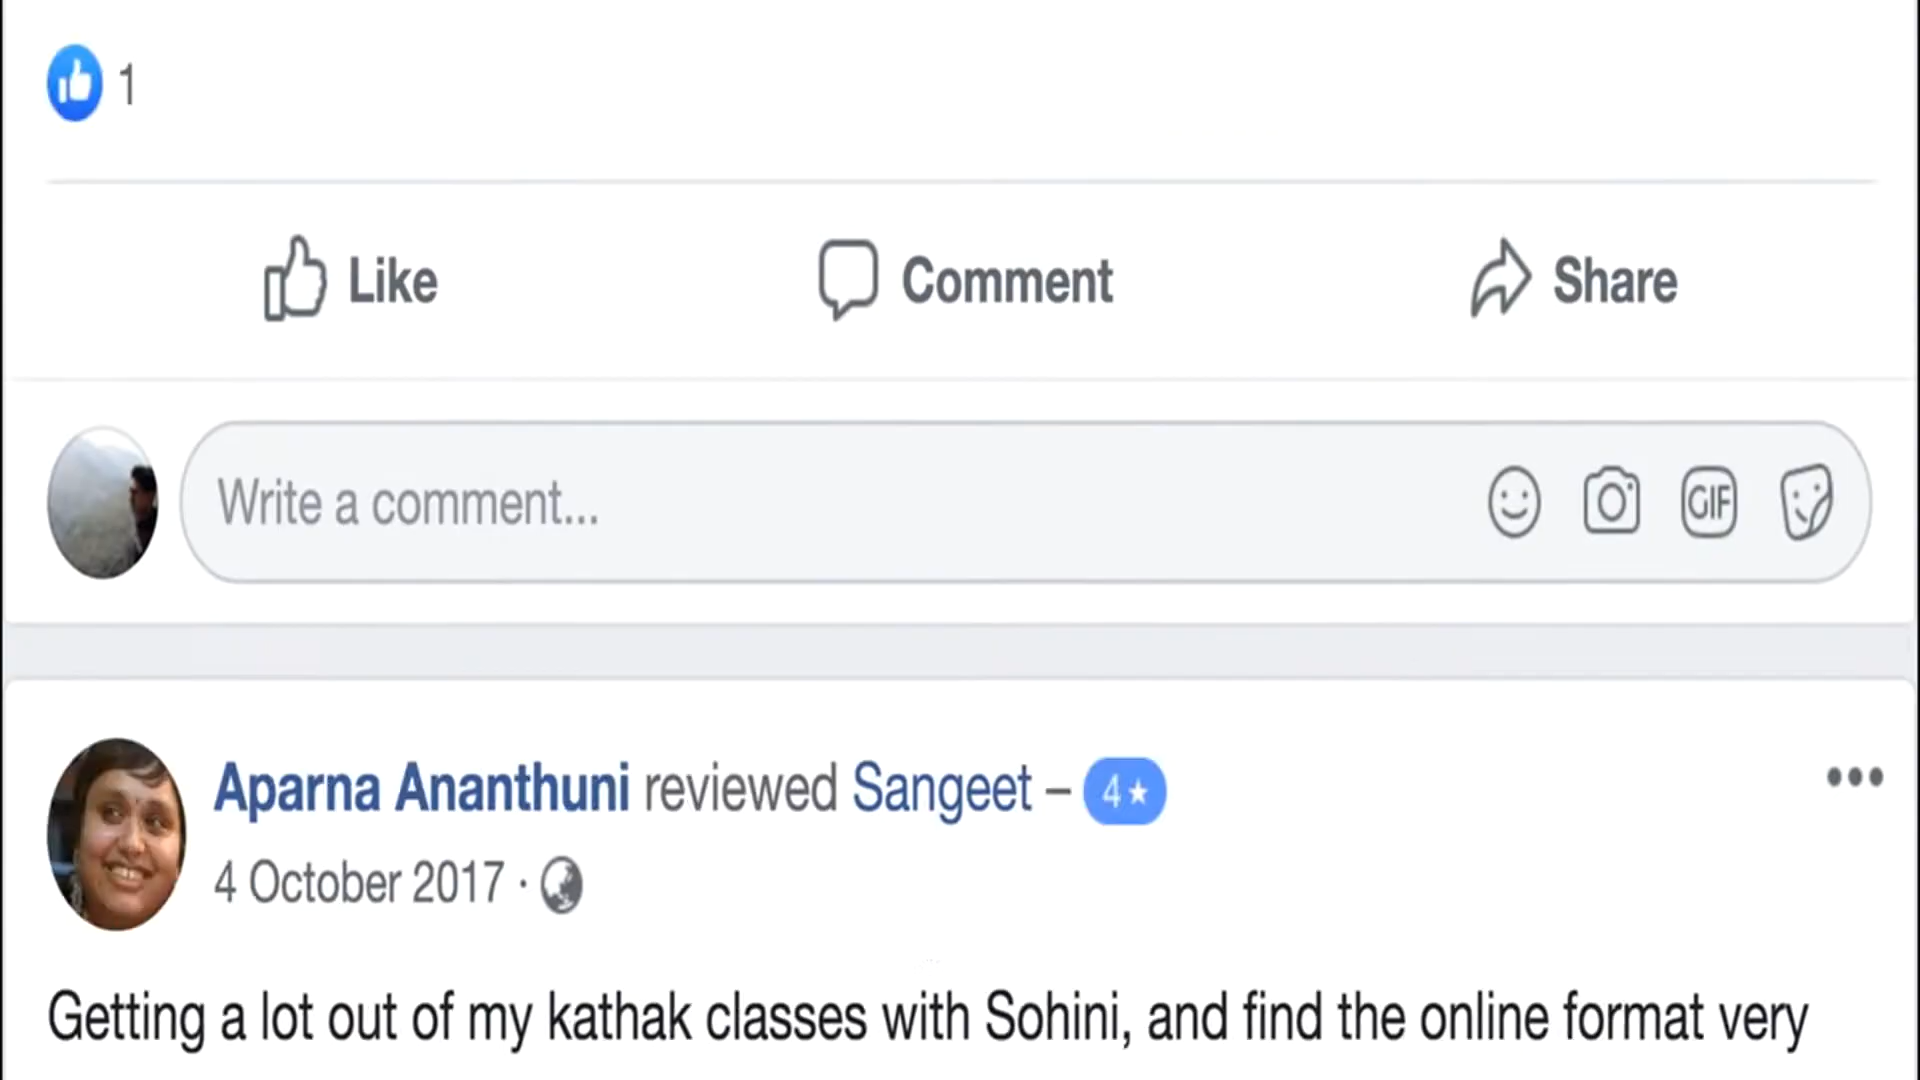 1
Like Comment Share
Write a comment... GIF
Aparna Ananthuni reviewed Sangeet – 4★
4 October 2017 ·
Getting a lot out of my kathak classes with Sohini, and find the online format very